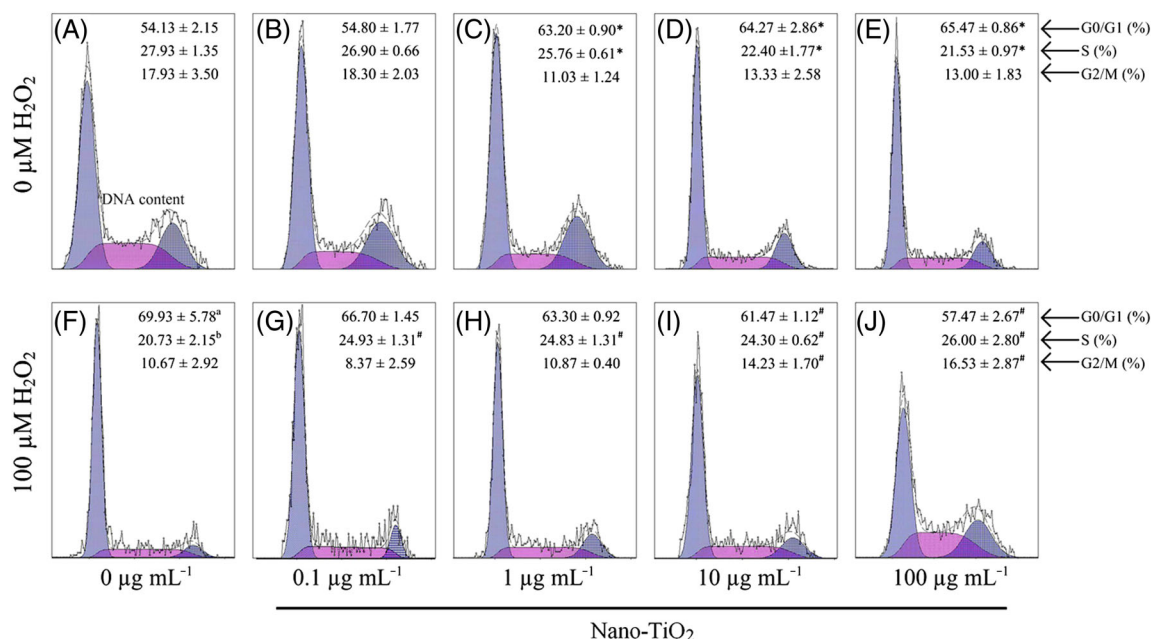 (A) 54.13 ± 2.15
27.93 ± 1.35
17.93 ± 3.50
DNA content
(B) 54.80 ± 1.77
26.90 ± 0.66
18.30 ± 2.03
(C) 63.20 ± 0.90*
25.76 ± 0.61*
11.03 ± 1.24
(D) 64.27 ± 2.86*
22.40 ±1.77*
13.33 ± 2.58
(E) 65.47 ± 0.86*
21.53 ± 0.97*
13.00 ± 1.83
G0/G1 (%)
S (%)
G2/M (%)
0 µM H₂O₂
(F) 69.93 ± 5.78ᵃ
20.73 ± 2.15ᵇ
10.67 ± 2.92
(G) 66.70 ± 1.45
24.93 ± 1.31#
8.37 ± 2.59
(H) 63.30 ± 0.92
24.83 ± 1.31#
10.87 ± 0.40
(I) 61.47 ± 1.12#
24.30 ± 0.62#
14.23 ± 1.70#
(J) 57.47 ± 2.67#
26.00 ± 2.80#
16.53 ± 2.87#
G0/G1 (%)
S (%)
G2/M (%)
100 µM H₂O₂
0 µg mL⁻¹
0.1 µg mL⁻¹
1 µg mL⁻¹
10 µg mL⁻¹
100 µg mL⁻¹
Nano-TiO₂